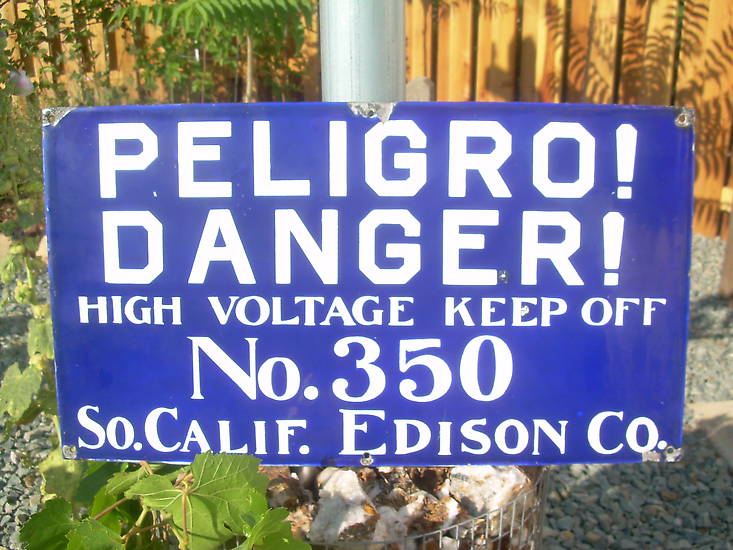 PELIGRO!
DANGER!
HIGH VOLTAGE KEEP OFF
No. 350
So. Calif. Edison Co.